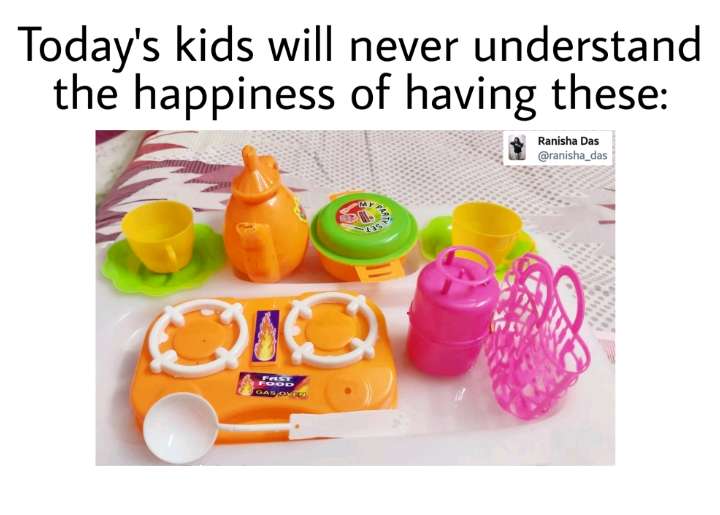 Today's kids will never understand
the happiness of having these:
Ranisha Das
@ranisha_das
MY PARTY SET
FAST
FOOD
GAS OVEN